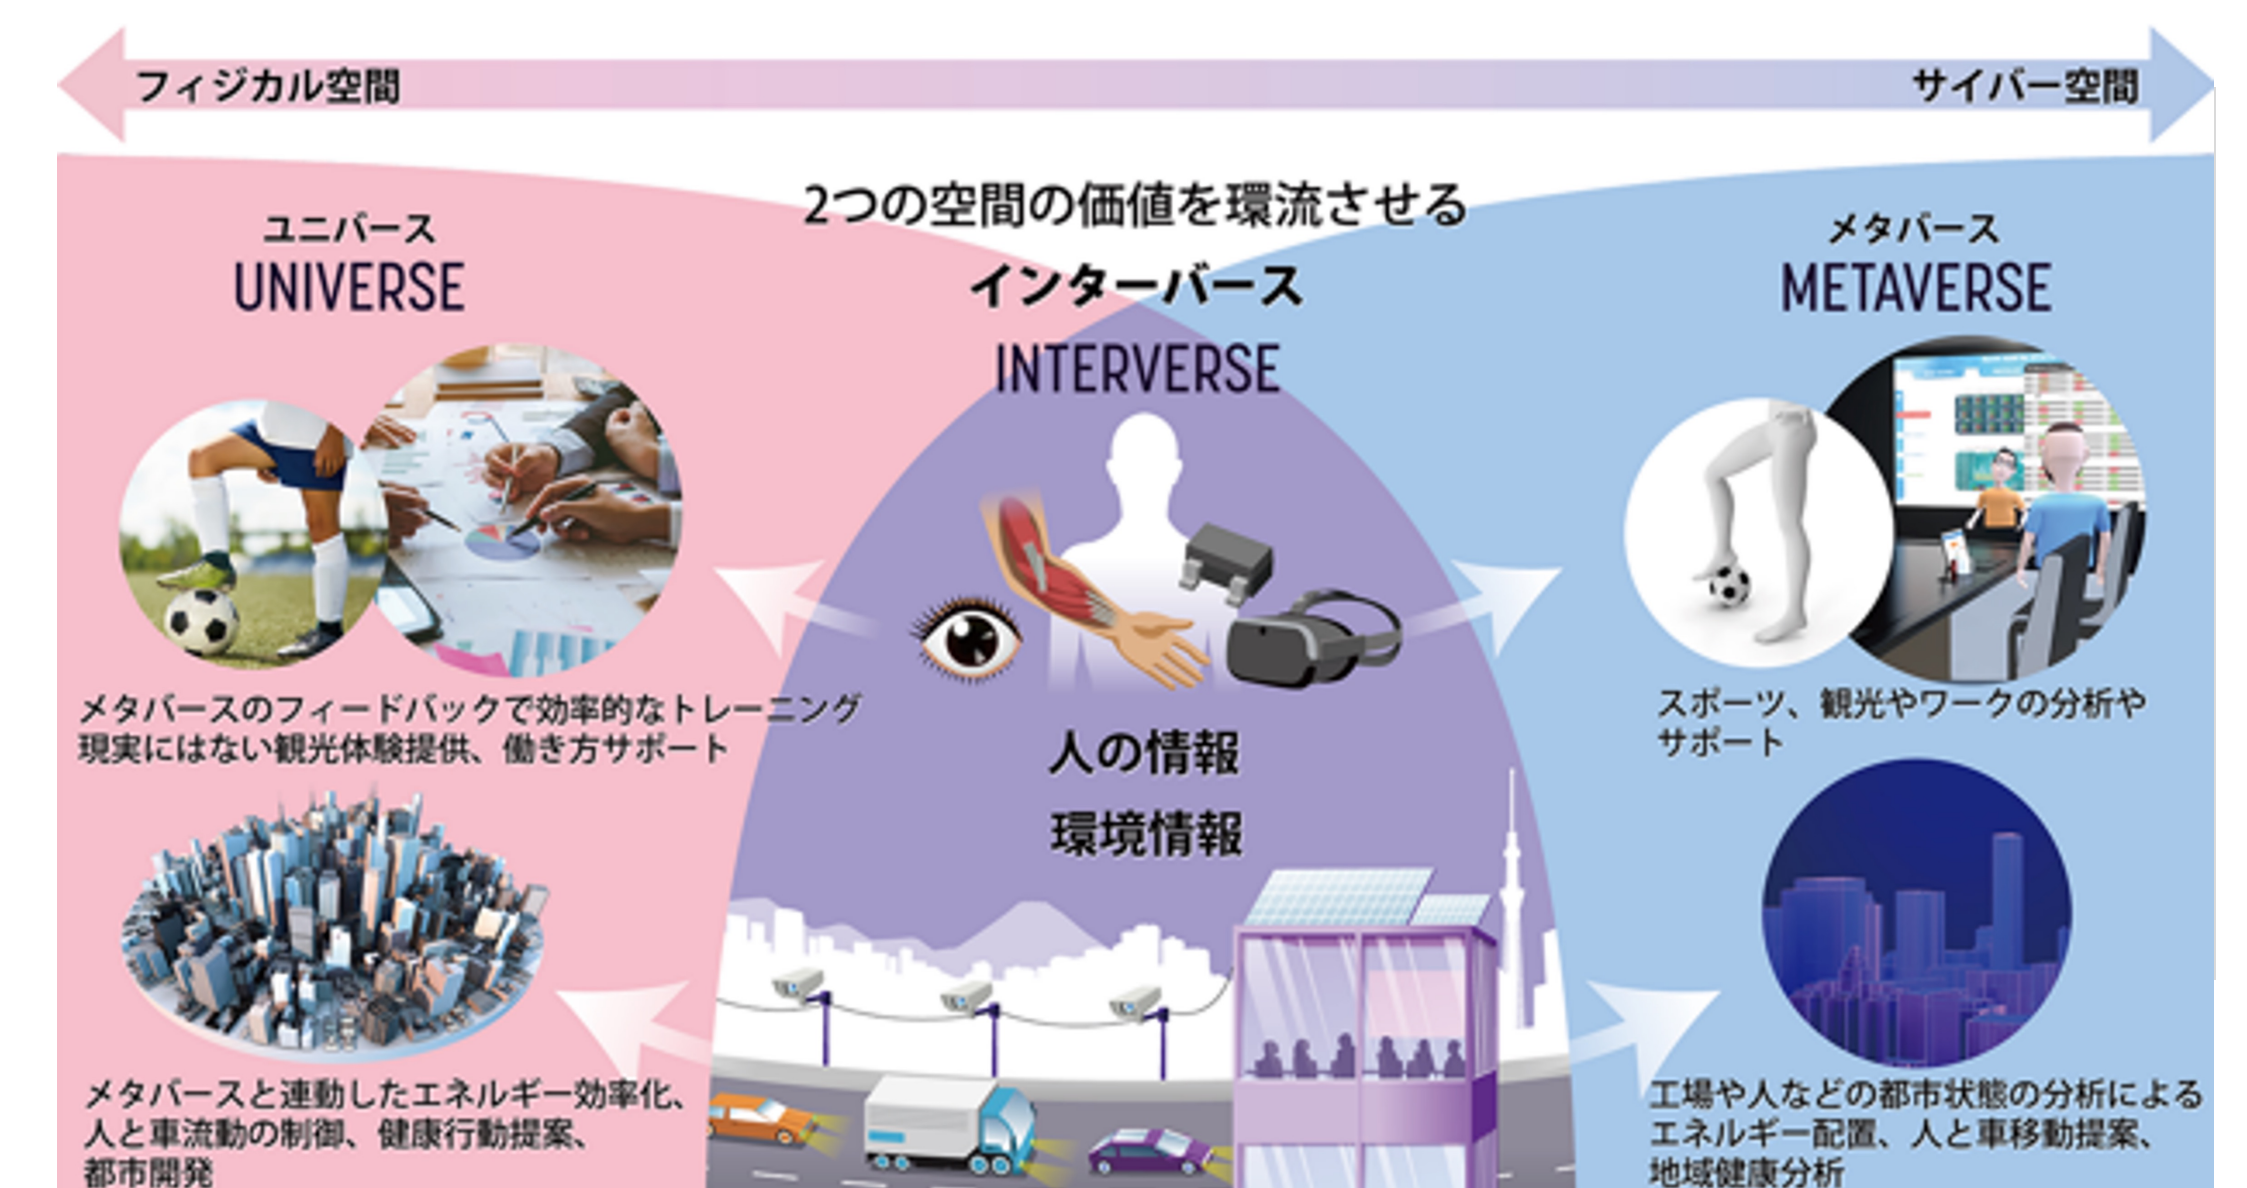 フィジカル空間
サイバー空間
2つの空間の価値を環流させる
ユニバース
UNIVERSE
インターバース
INTERVERSE
メタバース
METAVERSE
メタバースのフィードバックで効率的なトレーニング
現実にはない観光体験提供、働き方サポート
スポーツ、観光やワークの分析や
サポート
人の情報
環境情報
メタバースと連動したエネルギー効率化、
人と車流動の制御、健康行動提案、
都市開発
工場や人などの都市状態の分析による
エネルギー配置、人と車移動提案、
地域健康分析